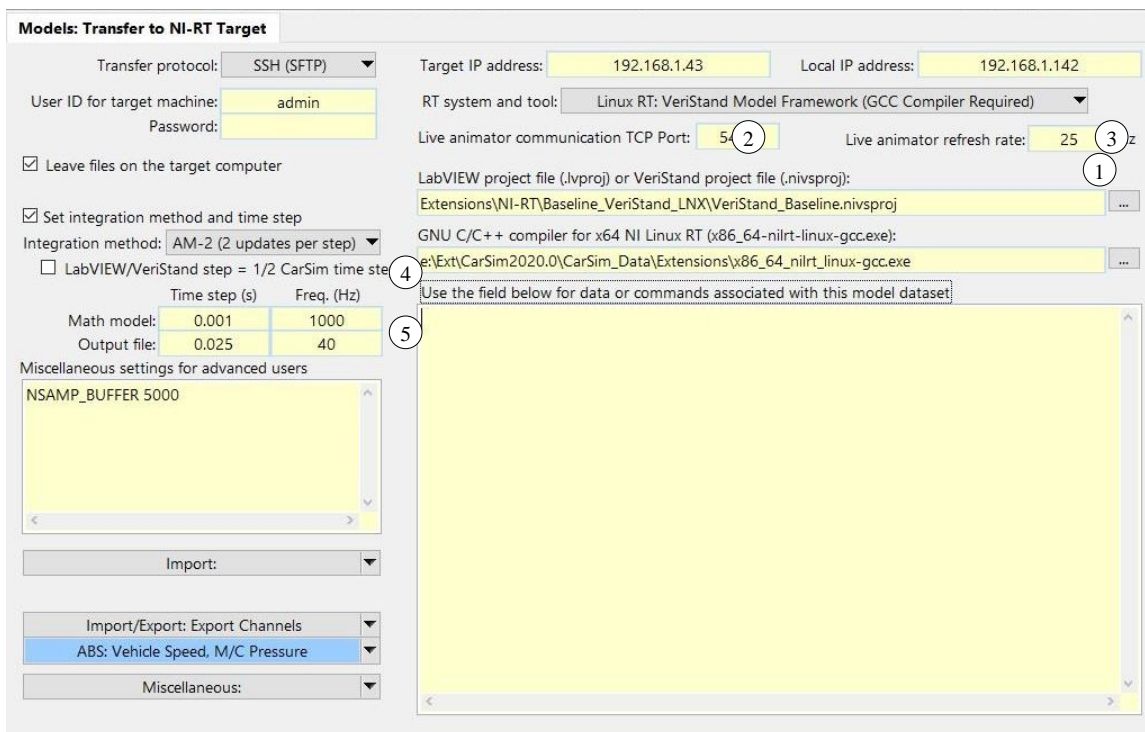 Models: Transfer to NI-RT Target
Transfer protocol: SSH (SFTP)
Target IP address: 192.168.1.43
Local IP address: 192.168.1.142
User ID for target machine: admin
RT system and tool: Linux RT: VeriStand Model Framework (GCC Compiler Required)
Password:
Live animator communication TCP Port: 2
Live animator refresh rate: 25 3 z
Leave files on the target computer
1
LabVIEW project file (.lvproj) or VeriStand project file (.nivsproj):
Extensions\NI-RT\Baseline_VeriStand_LNX\VeriStand_Baseline.nivsproj ...
Set integration method and time step
GNU C/C++ compiler for x64 NI Linux RT (x86_64-nilrt-linux-gcc.exe):
Integration method: AM-2 (2 updates per step)
e:\Ext\CarSim2020.0\CarSim_Data\Extensions\x86_64_nilrt_linux-gcc.exe ...
LabVIEW/VeriStand step = 1/2 CarSim time ste
4
Use the field below for data or commands associated with this model dataset
Time step (s) Freq. (Hz)
Math model: 0.001 1000
5
Output file: 0.025 40
Miscellaneous settings for advanced users
NSAMP_BUFFER 5000
Import:
Import/Export: Export Channels
ABS: Vehicle Speed, M/C Pressure
Miscellaneous: